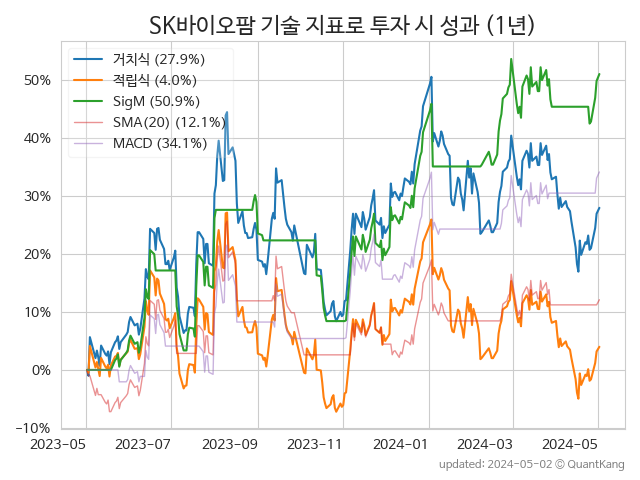 SK바이오팜 기술 지표로 투자 시 성과 (1년)
거치식 (27.9%)
적립식 (4.0%)
SigM (50.9%)
SMA(20) (12.1%)
MACD (34.1%)
50%
40%
30%
20%
10%
0%
−10%
2023-05 2023-07 2023-09 2023-11 2024-01 2024-03 2024-05
updated: 2024-05-02 © QuantKang